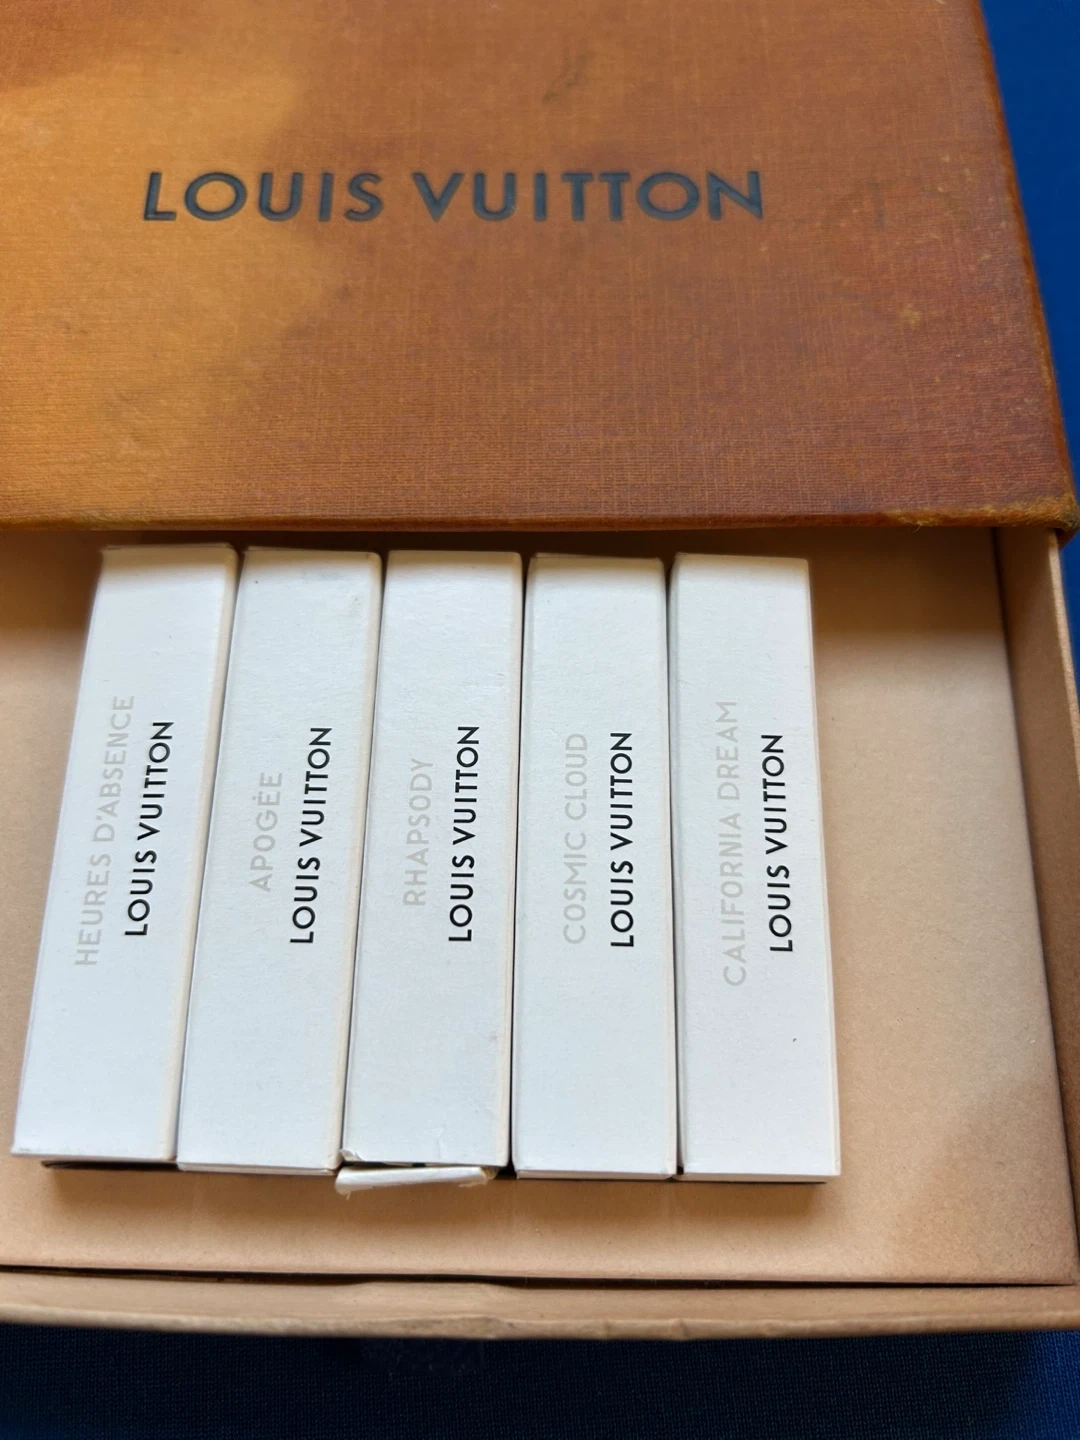 LOUIS VUITTON
HEURES D'ABSENCE
LOUIS VUITTON
APOGÉE
LOUIS VUITTON
RHAPSODY
LOUIS VUITTON
COSMIC CLOUD
LOUIS VUITTON
CALIFORNIA DREAM
LOUIS VUITTON